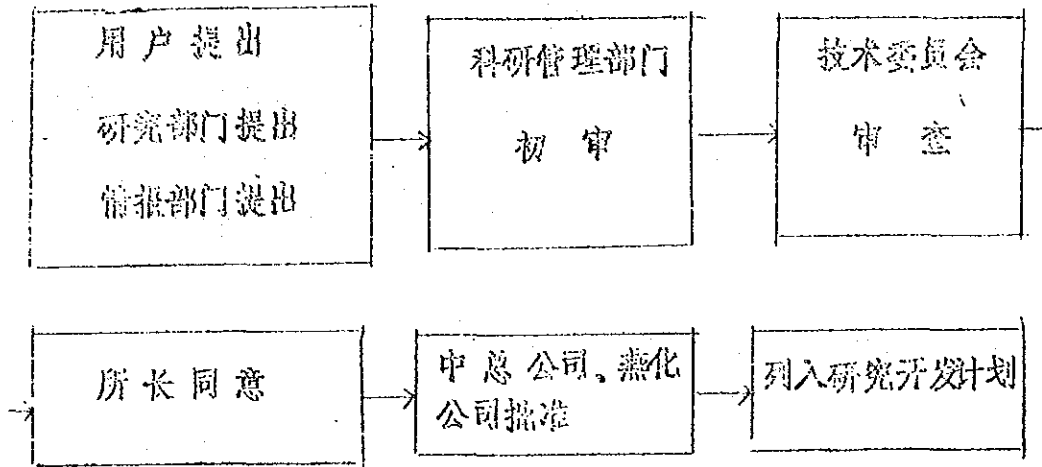 用户提出
研究部门提出
情报部门提出
科研管理部门
初审
技术委员会
审查
所长同意
中总公司、燕化
公司批准
列入研究开发计划